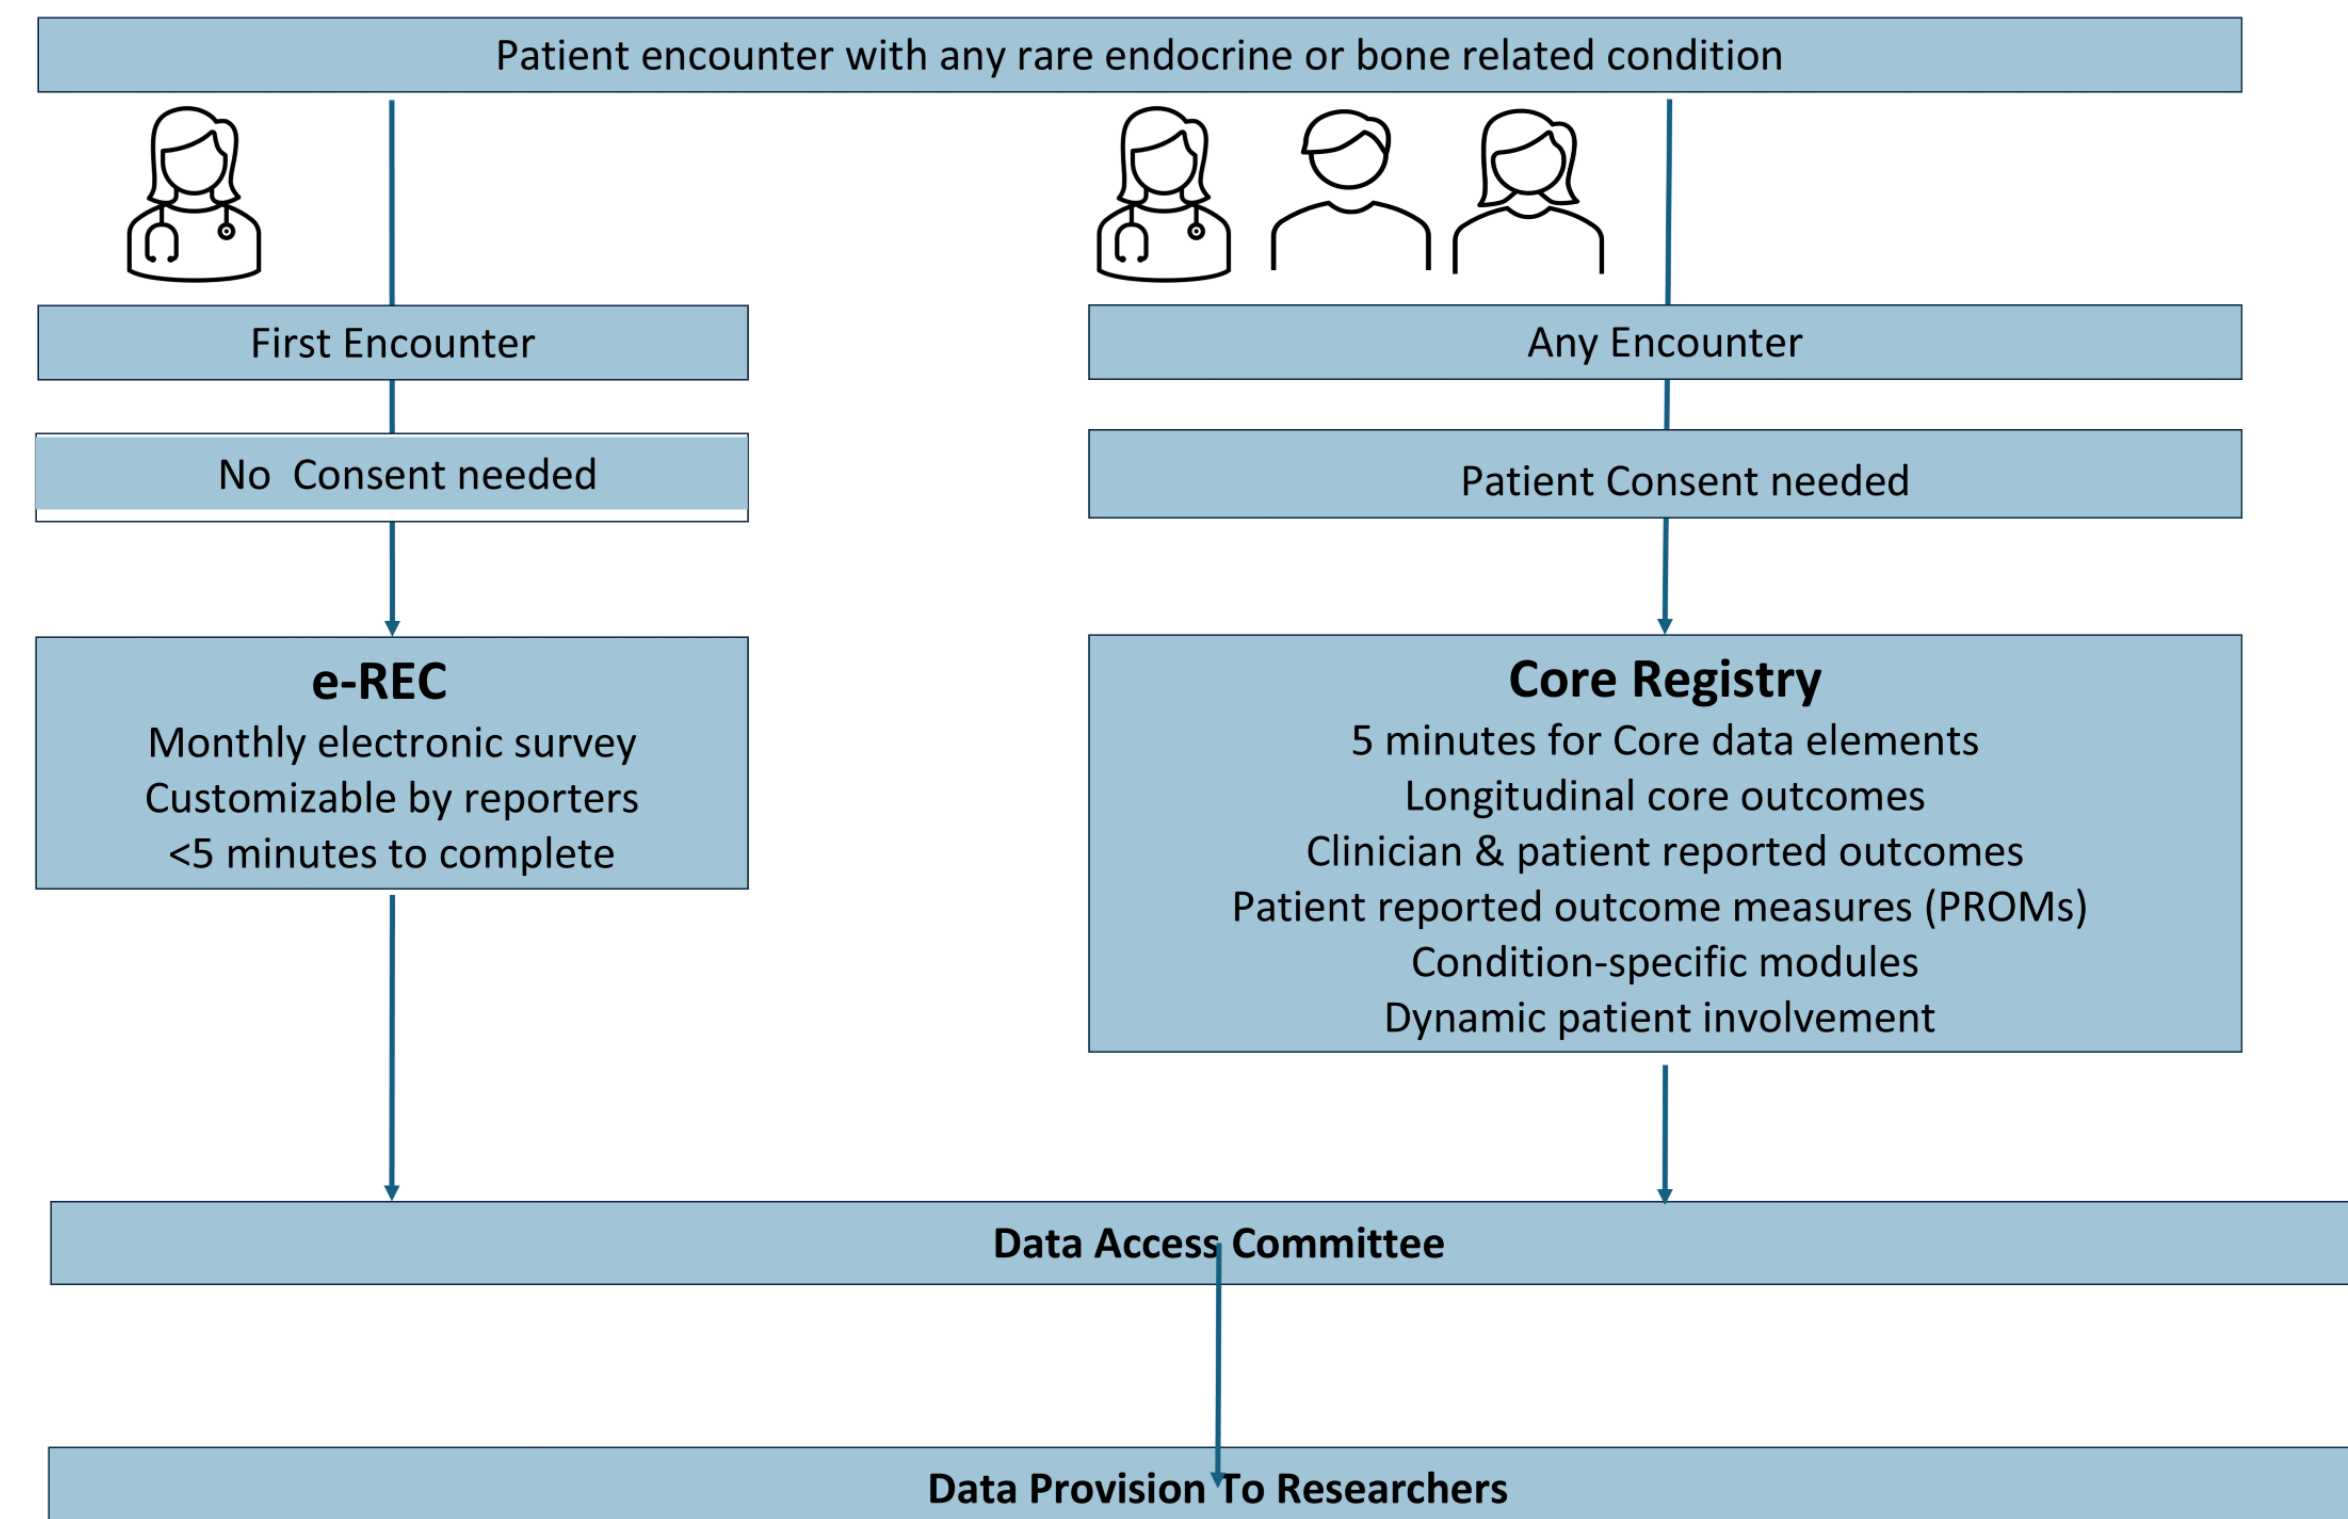 Patient encounter with any rare endocrine or bone related condition
First Encounter
No  Consent needed
e-REC
Monthly electronic survey
Customizable by reporters
<5 minutes to complete
Any Encounter
Patient Consent needed
Core Registry
5 minutes for Core data elements
Longitudinal core outcomes
Clinician & patient reported outcomes
Patient reported outcome measures (PROMs)
Condition-specific modules
Dynamic patient involvement
Data Access Committee
Data Provision To Researchers